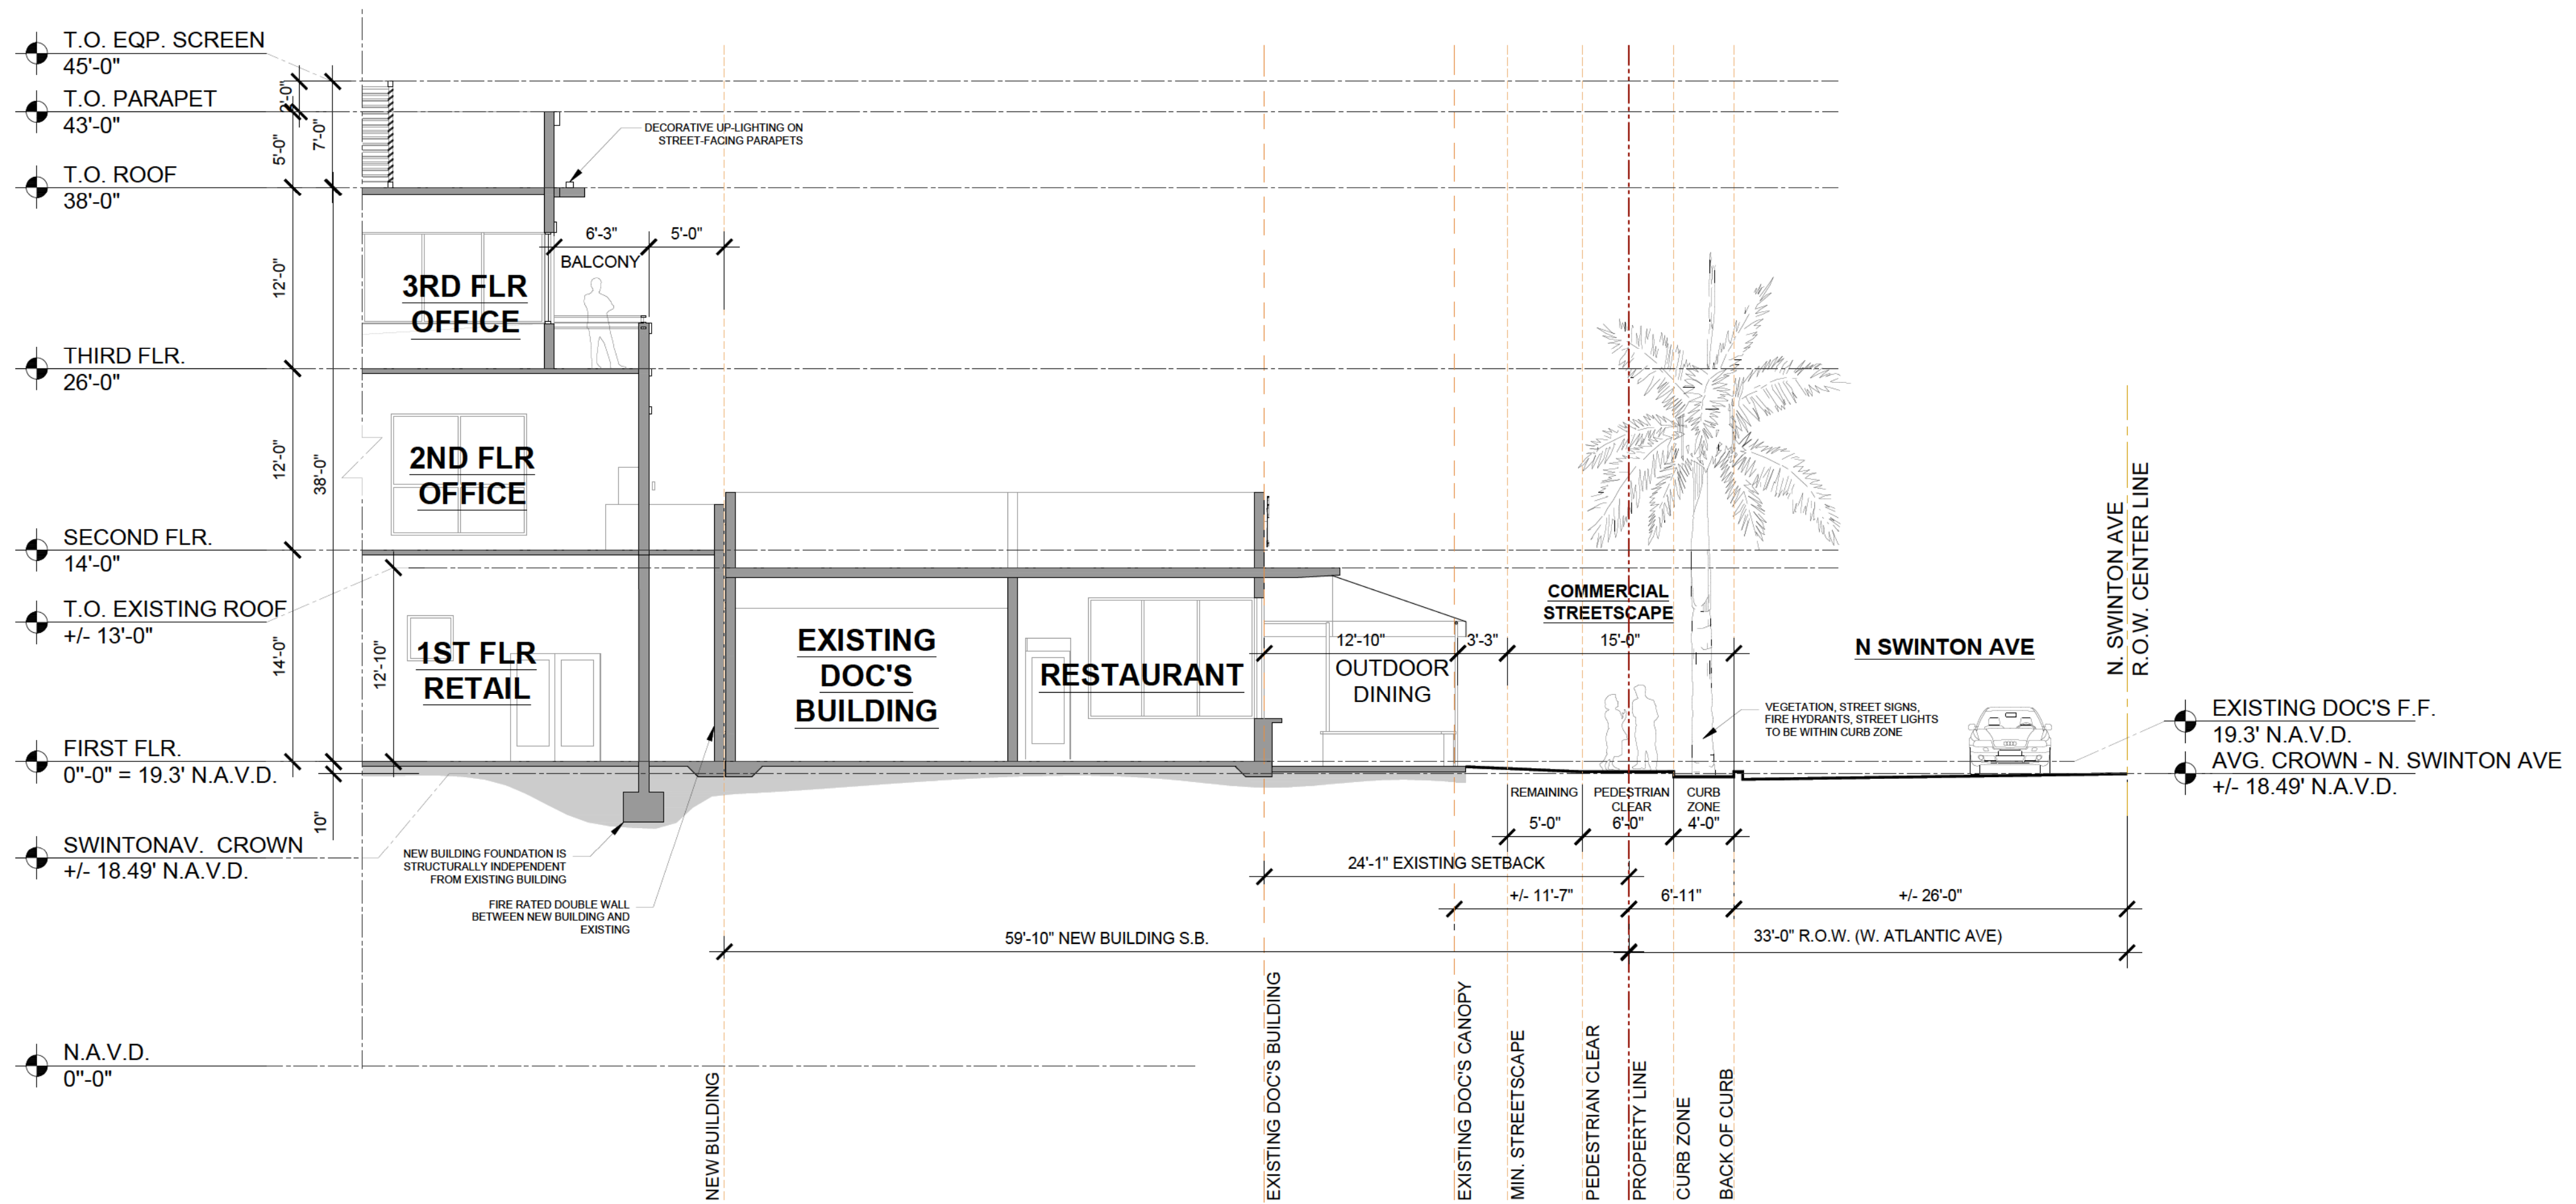 T.O. EQP. SCREEN
45'-0"
T.O. PARAPET
43'-0"
T.O. ROOF
38'-0"
THIRD FLR.
26'-0"
SECOND FLR.
14'-0"
T.O. EXISTING ROOF
+/- 13'-0"
FIRST FLR.
0"-0" = 19.3' N.A.V.D.
SWINTONAV. CROWN
+/- 18.49' N.A.V.D.
N.A.V.D.
0"-0"
2'-0"
5'-0"
7'-0"
12'-0"
12'-0"
38'-0"
14'-0"
12'-10"
10"
DECORATIVE UP-LIGHTING ON
STREET-FACING PARAPETS
6'-3"
5'-0"
BALCONY
3RD FLR
OFFICE
2ND FLR
OFFICE
1ST FLR
RETAIL
EXISTING
DOC'S
BUILDING
RESTAURANT
12'-10"
3'-3"
15'-0"
OUTDOOR
DINING
COMMERCIAL
STREETSCAPE
N SWINTON AVE
VEGETATION, STREET SIGNS,
FIRE HYDRANTS, STREET LIGHTS
TO BE WITHIN CURB ZONE
N. SWINTON AVE
R.O.W. CENTER LINE
EXISTING DOC'S F.F.
19.3' N.A.V.D.
AVG. CROWN - N. SWINTON AVE
+/- 18.49' N.A.V.D.
REMAINING
5'-0"
PEDESTRIAN
CLEAR
6'-0"
CURB
ZONE
4'-0"
NEW BUILDING FOUNDATION IS
STRUCTURALLY INDEPENDENT
FROM EXISTING BUILDING
FIRE RATED DOUBLE WALL
BETWEEN NEW BUILDING AND
EXISTING
24'-1" EXISTING SETBACK
+/- 11'-7"
6'-11"
+/- 26'-0"
59'-10" NEW BUILDING S.B.
33'-0" R.O.W. (W. ATLANTIC AVE)
NEW BUILDING
EXISTING DOC'S BUILDING
EXISTING DOC'S CANOPY
MIN. STREETSCAPE
PEDESTRIAN CLEAR
PROPERTY LINE
CURB ZONE
BACK OF CURB